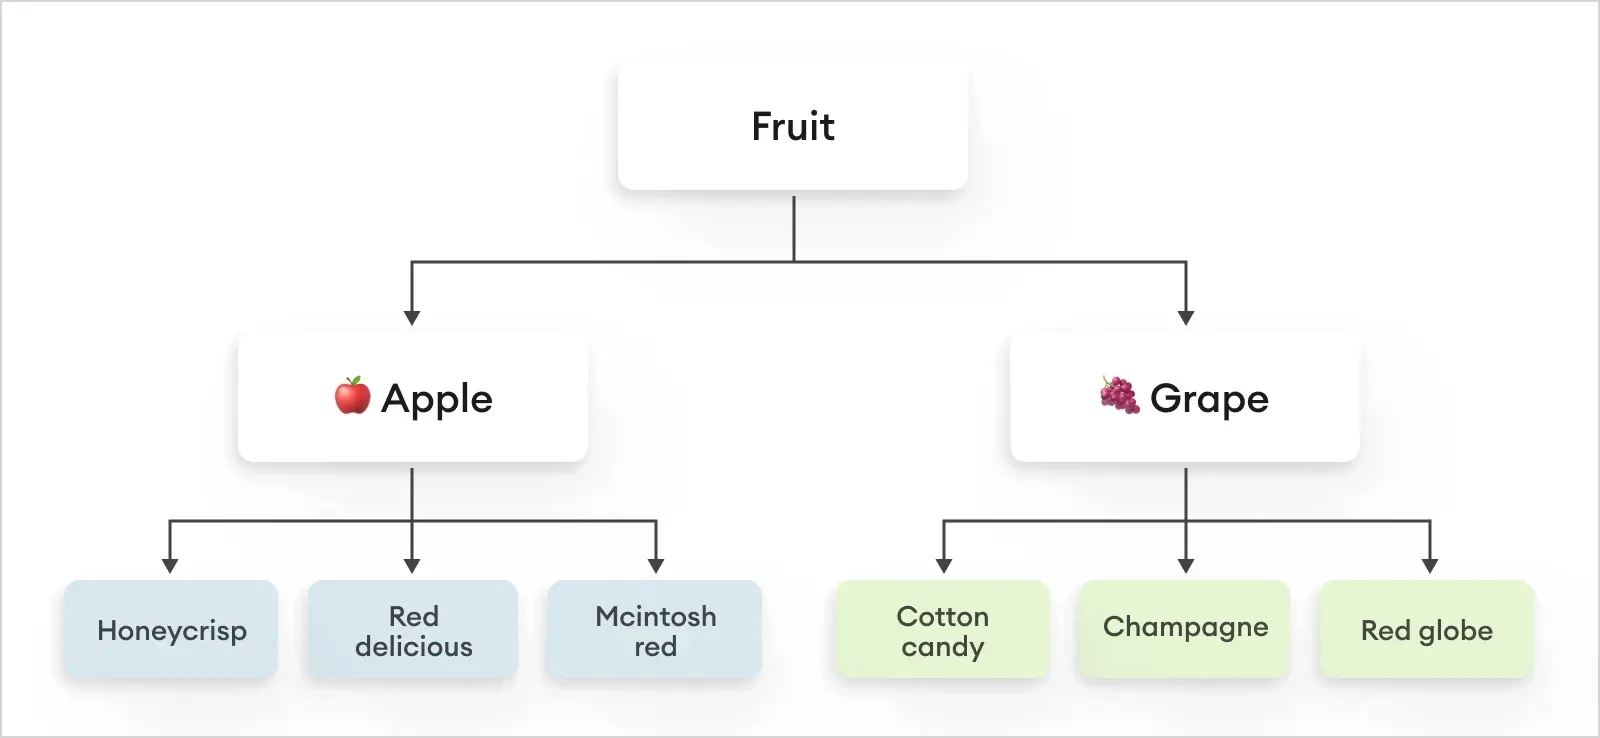 Fruit
Apple
Grape
Honeycrisp
Red
delicious
Mcintosh
red
Cotton
candy
Champagne
Red globe